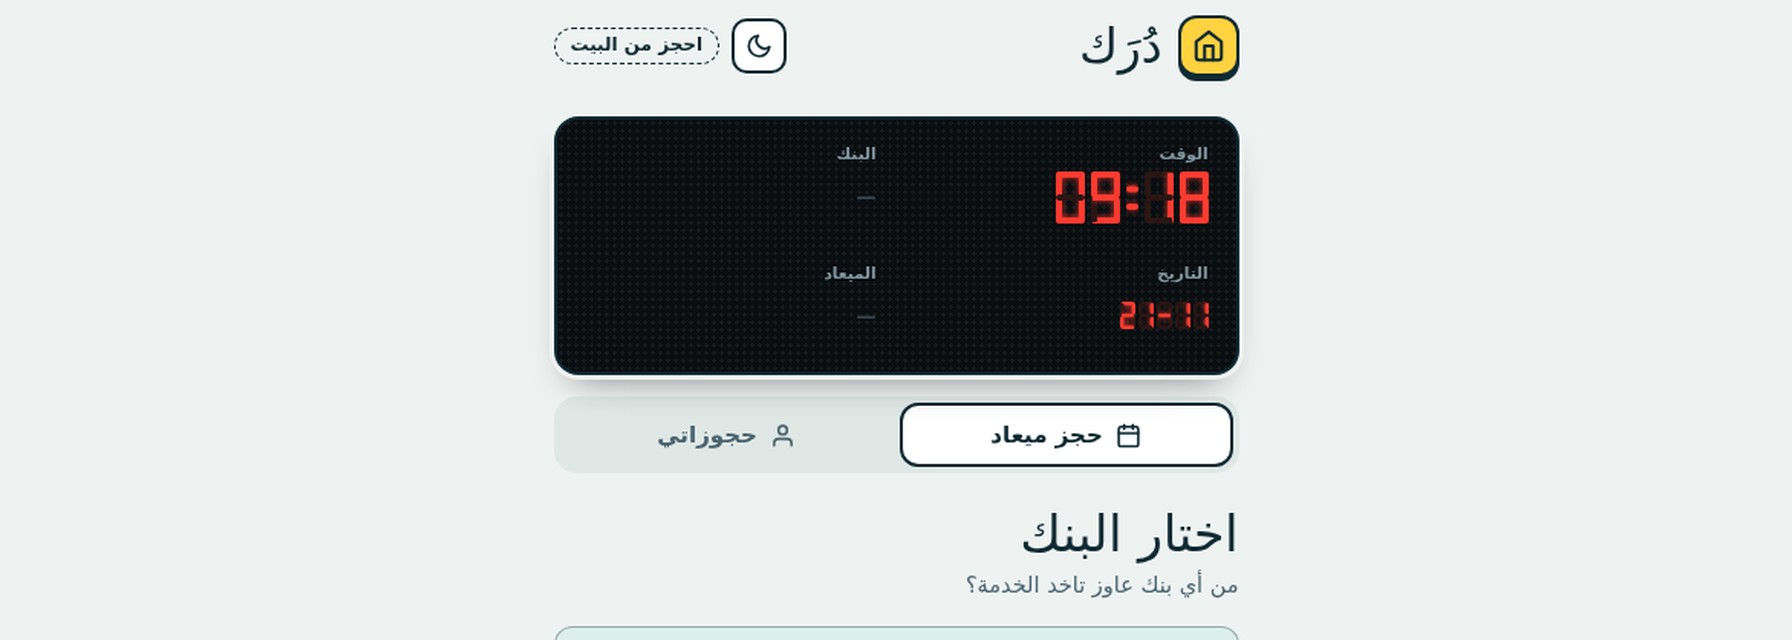 دُرَك
احجز من البيت
الوقت
09:18
البنك
—
التاريخ
21-11
الميعاد
—
حجز ميعاد
حجوزاتي
اختار البنك
من أي بنك عاوز تاخد الخدمة؟